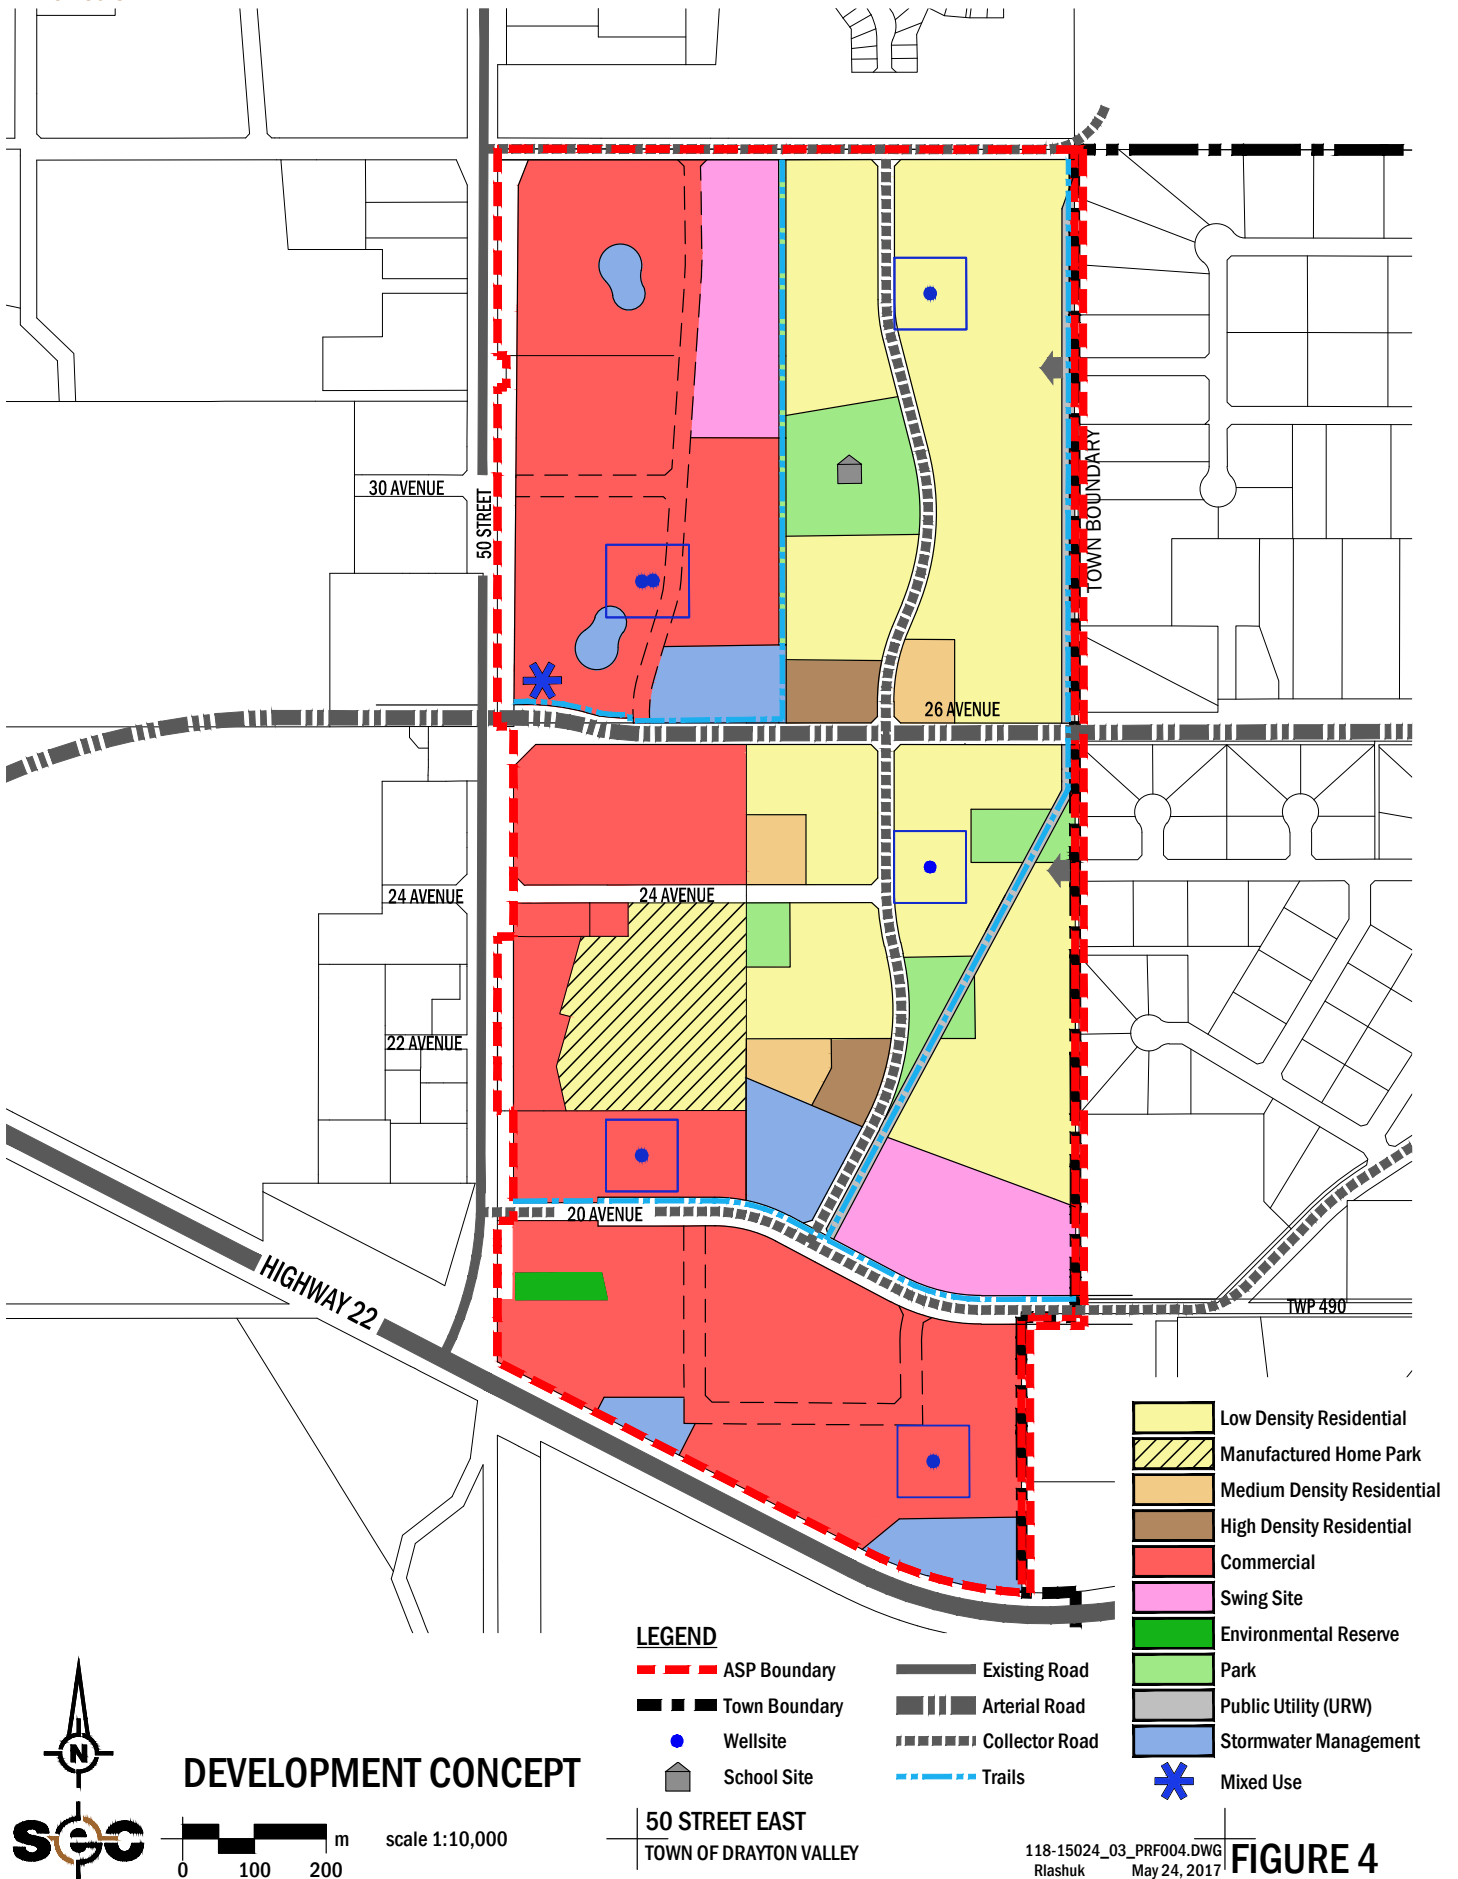 30 AVENUE
50 STREET
TOWN BOUNDARY
26 AVENUE
24 AVENUE
24 AVENUE
22 AVENUE
20 AVENUE
HIGHWAY 22
TWP 490
Low Density Residential
Manufactured Home Park
Medium Density Residential
High Density Residential
Commercial
Swing Site
Environmental Reserve
Park
Public Utility (URW)
Stormwater Management
Mixed Use
LEGEND
ASP Boundary
Town Boundary
Wellsite
School Site
Existing Road
Arterial Road
Collector Road
Trails
N
SGC
DEVELOPMENT CONCEPT
0 100 200 m
scale 1:10,000
50 STREET EAST
TOWN OF DRAYTON VALLEY
118-15024_03_PRF004.DWG
Rlashuk May 24, 2017
FIGURE 4